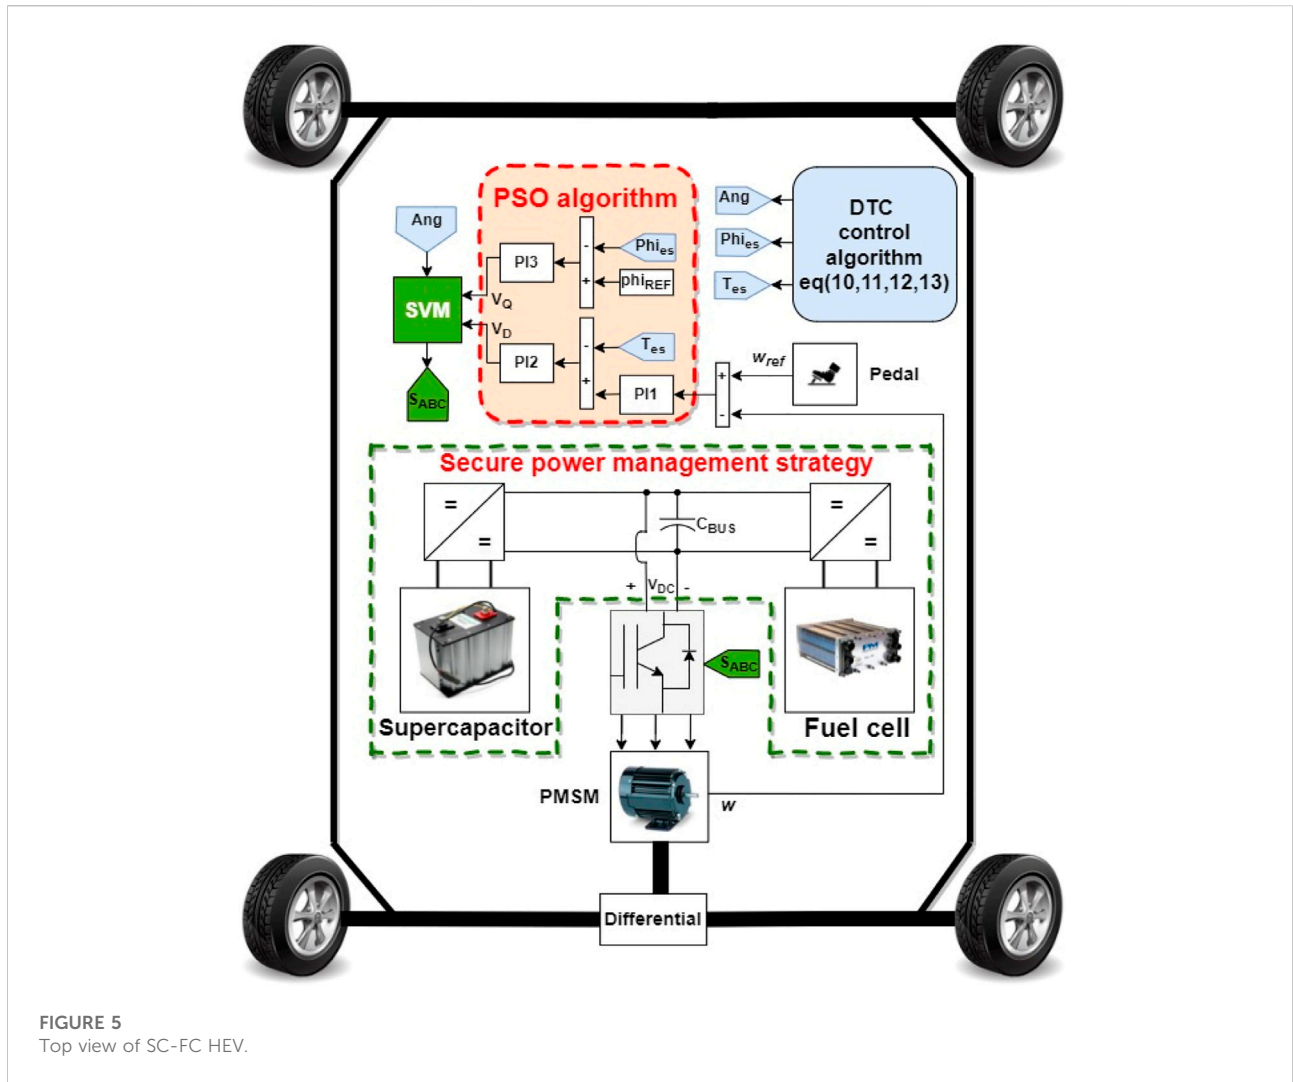 PSO algorithm
Ang
Phi_es
phi_REF
PI3
V_Q
SVM
V_D
PI2
T_es
PI1
S_ABC
Ang
Phi_es
T_es
DTC
control
algorithm
eq(10,11,12,13)
w_ref
Pedal
Secure power management strategy
C_BUS
+ V_DC -
S_ABC
Supercapacitor
Fuel cell
PMSM
w
Differential
FIGURE 5
Top view of SC-FC HEV.